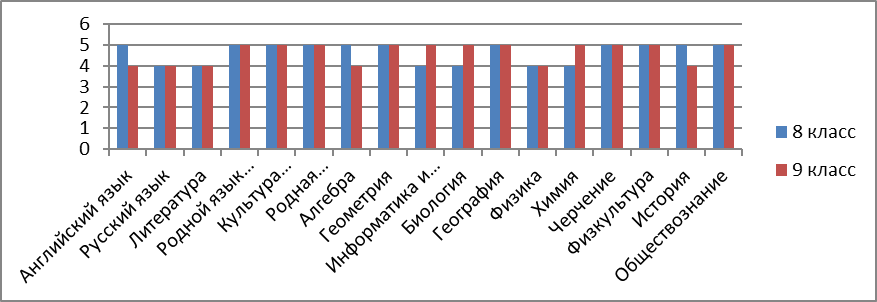 6
5
4
3
2
1
0
Английский язык
Русский язык
Литература
Родной язык...
Культура...
Родная...
Алгебра
Геометрия
Информатика и...
Биология
География
Физика
Химия
Черчение
Физкультура
История
Обществознание
8 класс
9 класс